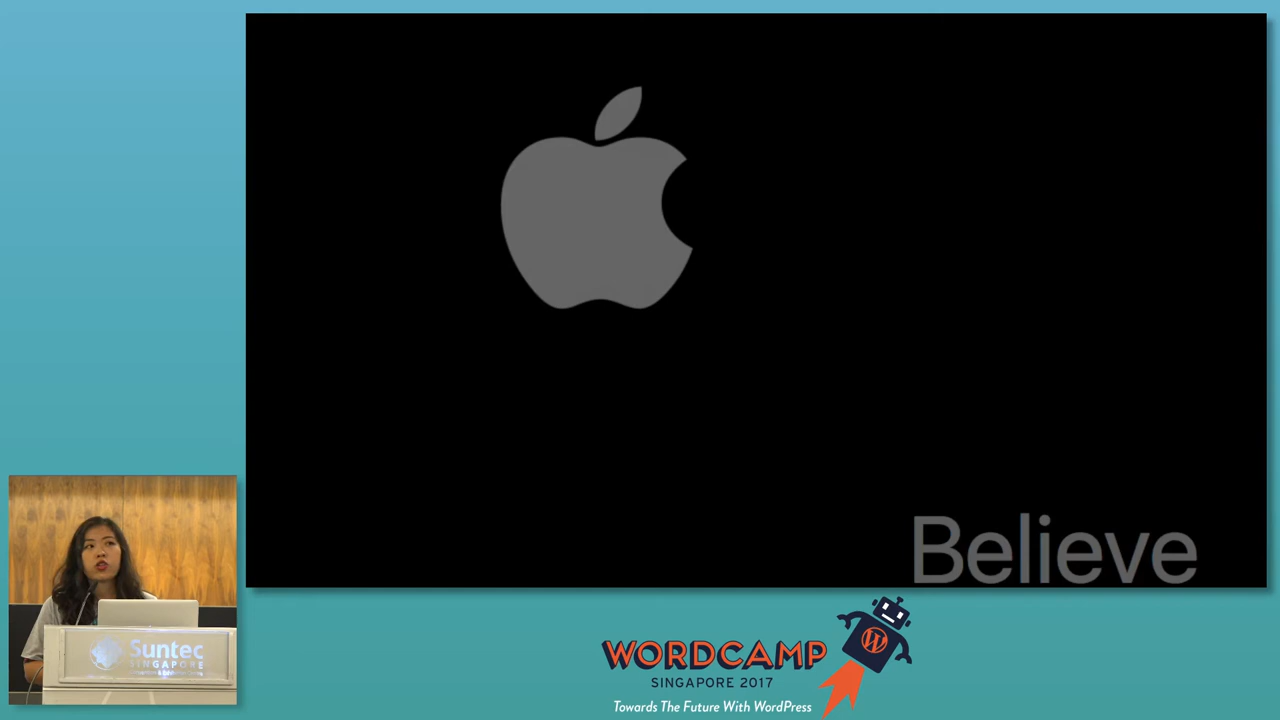 Believe
Suntec
SINGAPORE
WORDCAMP
SINGAPORE 2017
Towards The Future With WordPress